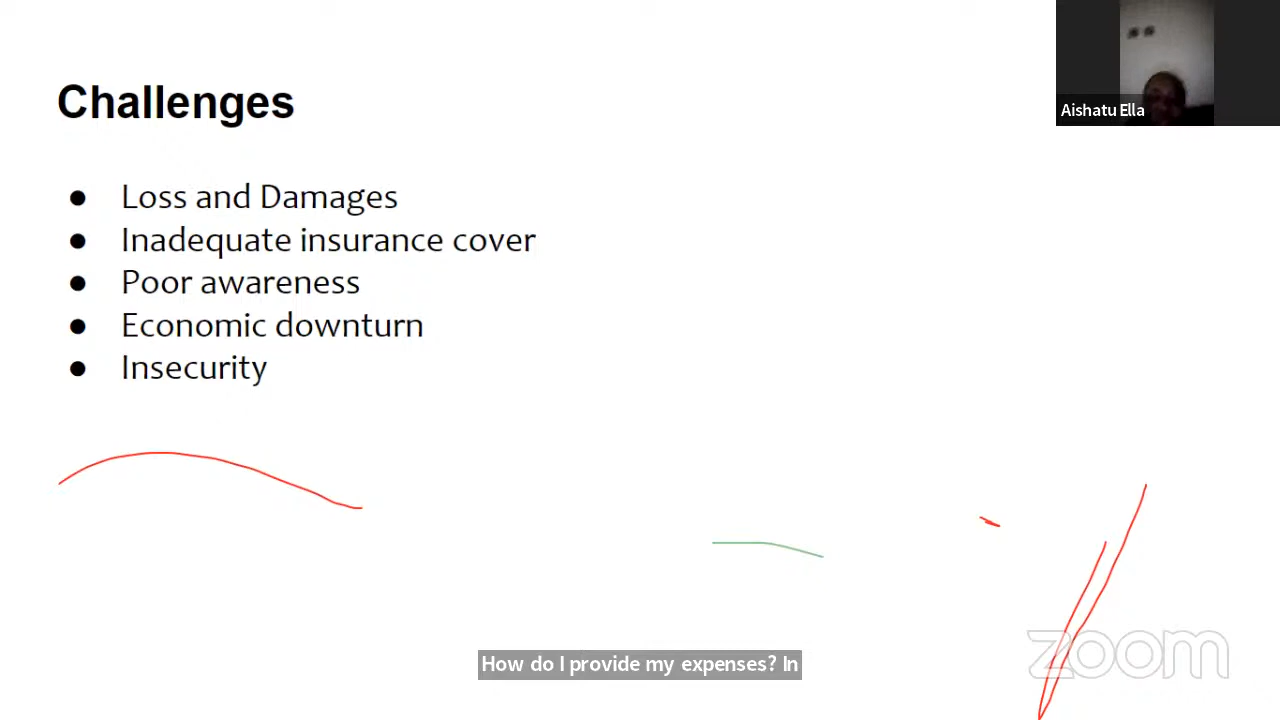 Challenges
Aishatu Ella
● Loss and Damages
● Inadequate insurance cover
● Poor awareness
● Economic downturn
● Insecurity
zoom
How do I provide my expenses? In